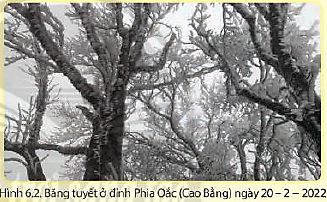 Hình 6.2. Băng tuyết ở đỉnh Phia Oắc (Cao Bằng) ngày 20 – 2 – 2022